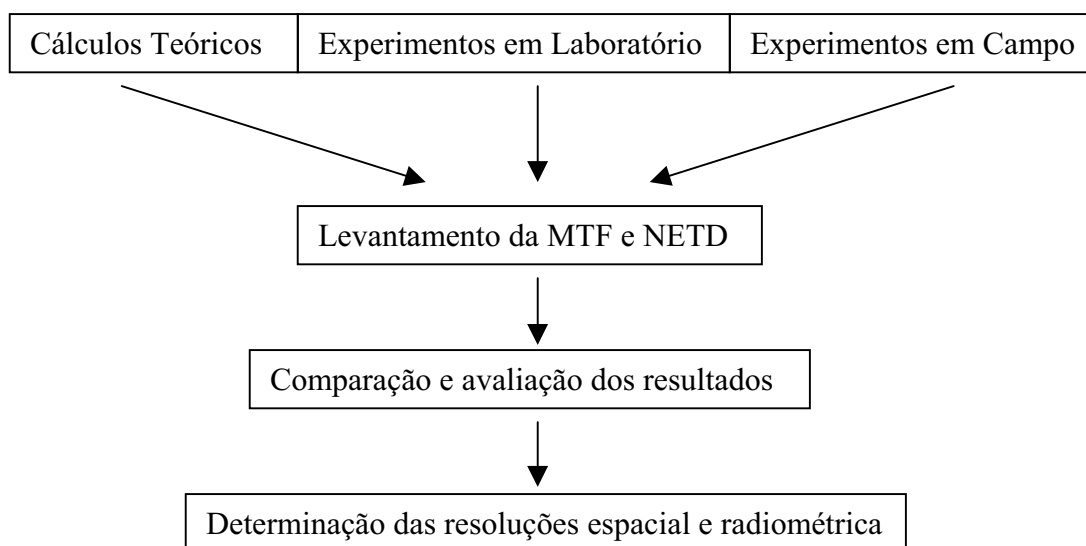 Cálculos Teóricos
Experimentos em Laboratório
Experimentos em Campo
Levantamento da MTF e NETD
Comparação e avaliação dos resultados
Determinação das resoluções espacial e radiométrica